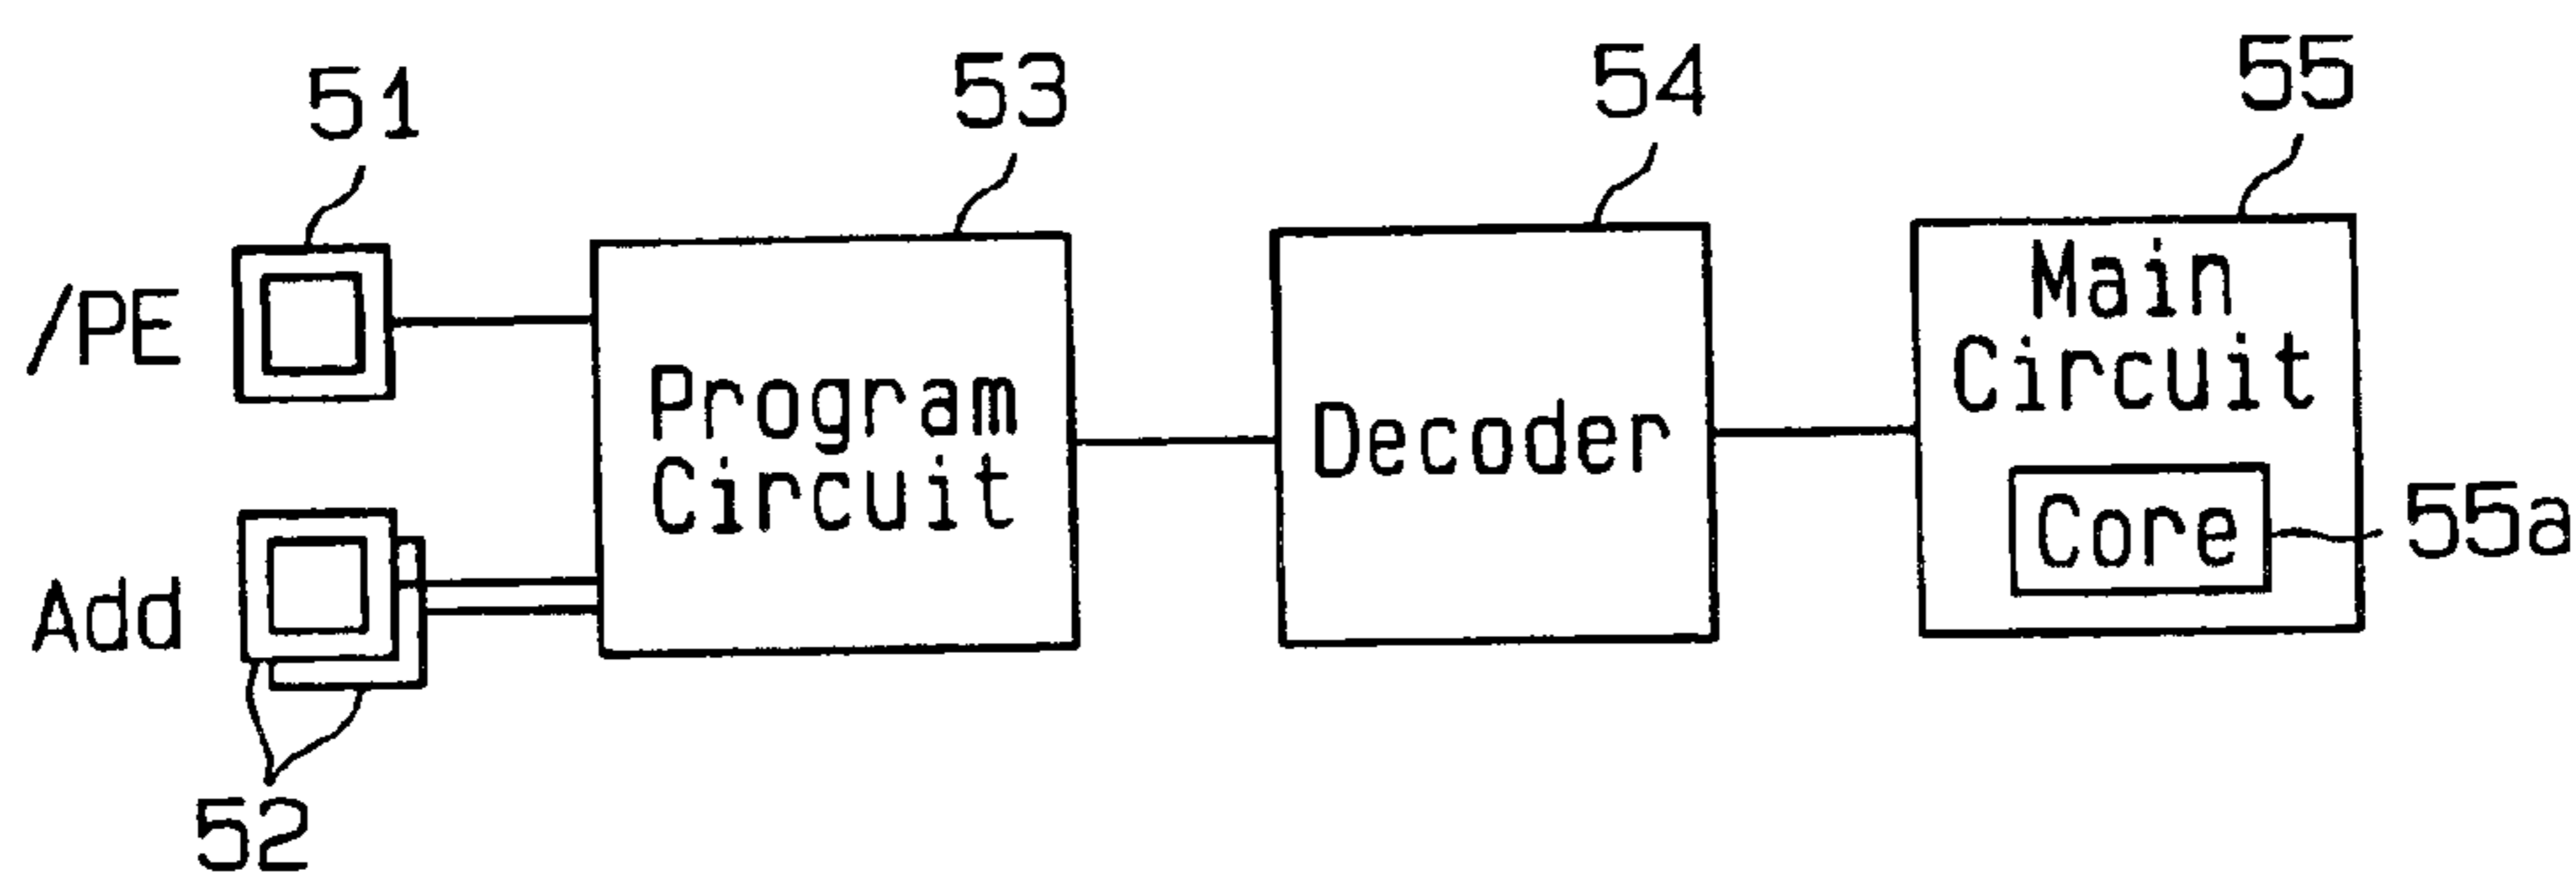 51
53
54
55
/PE
Program
Circuit
Decoder
Main
Circuit
Core
55a
Add
52